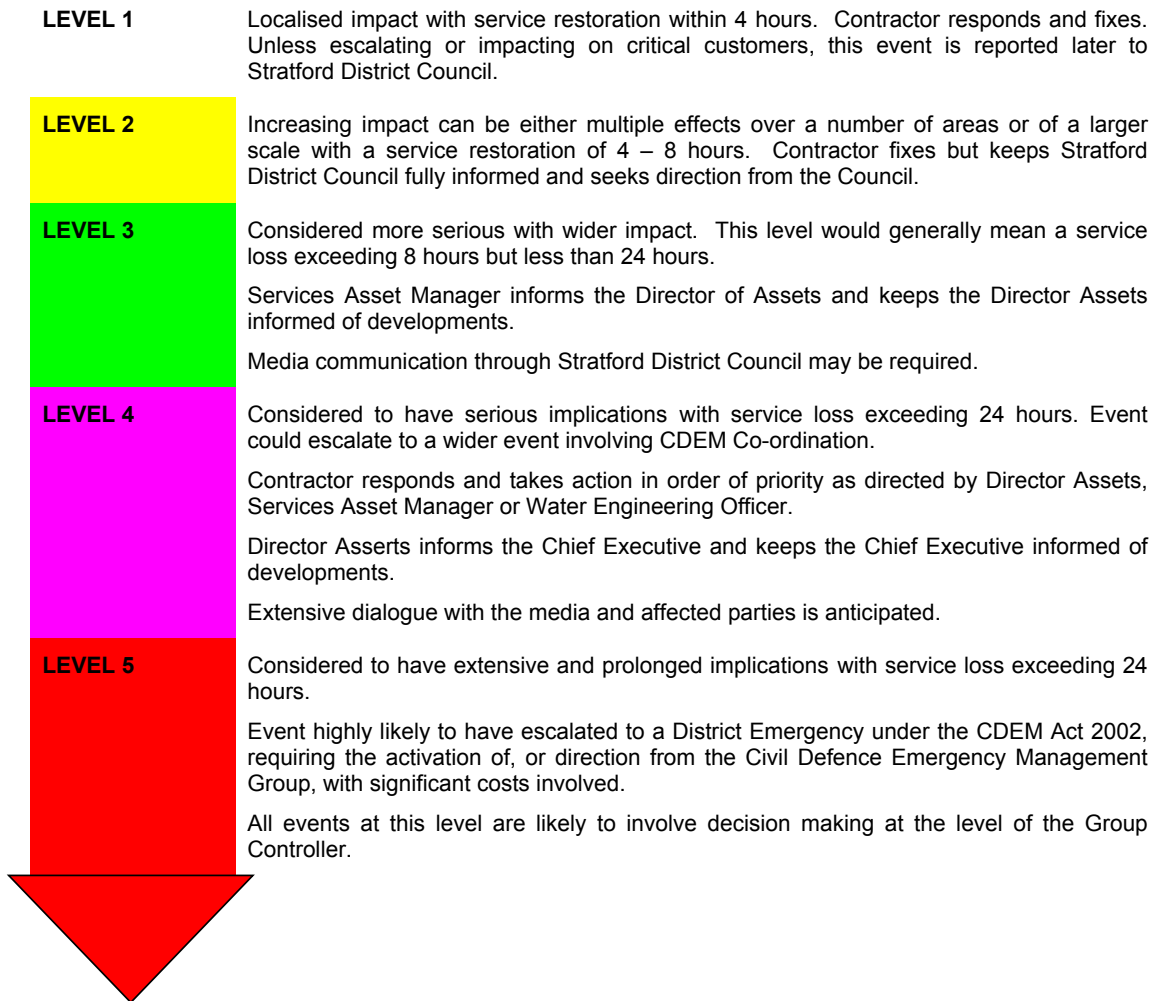 LEVEL 1
Localised impact with service restoration within 4 hours. Contractor responds and fixes.
Unless escalating or impacting on critical customers, this event is reported later to
Stratford District Council.
LEVEL 2
Increasing impact can be either multiple effects over a number of areas or of a larger
scale with a service restoration of 4 – 8 hours. Contractor fixes but keeps Stratford
District Council fully informed and seeks direction from the Council.
LEVEL 3
Considered more serious with wider impact. This level would generally mean a service
loss exceeding 8 hours but less than 24 hours.
Services Asset Manager informs the Director of Assets and keeps the Director Assets
informed of developments.
Media communication through Stratford District Council may be required.
LEVEL 4
Considered to have serious implications with service loss exceeding 24 hours. Event
could escalate to a wider event involving CDEM Co-ordination.
Contractor responds and takes action in order of priority as directed by Director Assets,
Services Asset Manager or Water Engineering Officer.
Director Asserts informs the Chief Executive and keeps the Chief Executive informed of
developments.
Extensive dialogue with the media and affected parties is anticipated.
LEVEL 5
Considered to have extensive and prolonged implications with service loss exceeding 24
hours.
Event highly likely to have escalated to a District Emergency under the CDEM Act 2002,
requiring the activation of, or direction from the Civil Defence Emergency Management
Group, with significant costs involved.
All events at this level are likely to involve decision making at the level of the Group
Controller.